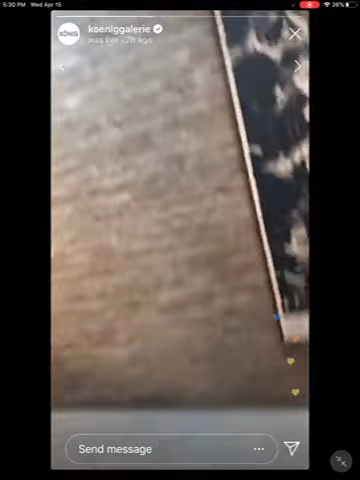 5:30 PM Wed Apr 15
26%
KÖNIG
koeniggalerie
was live · 7h ago
Send message